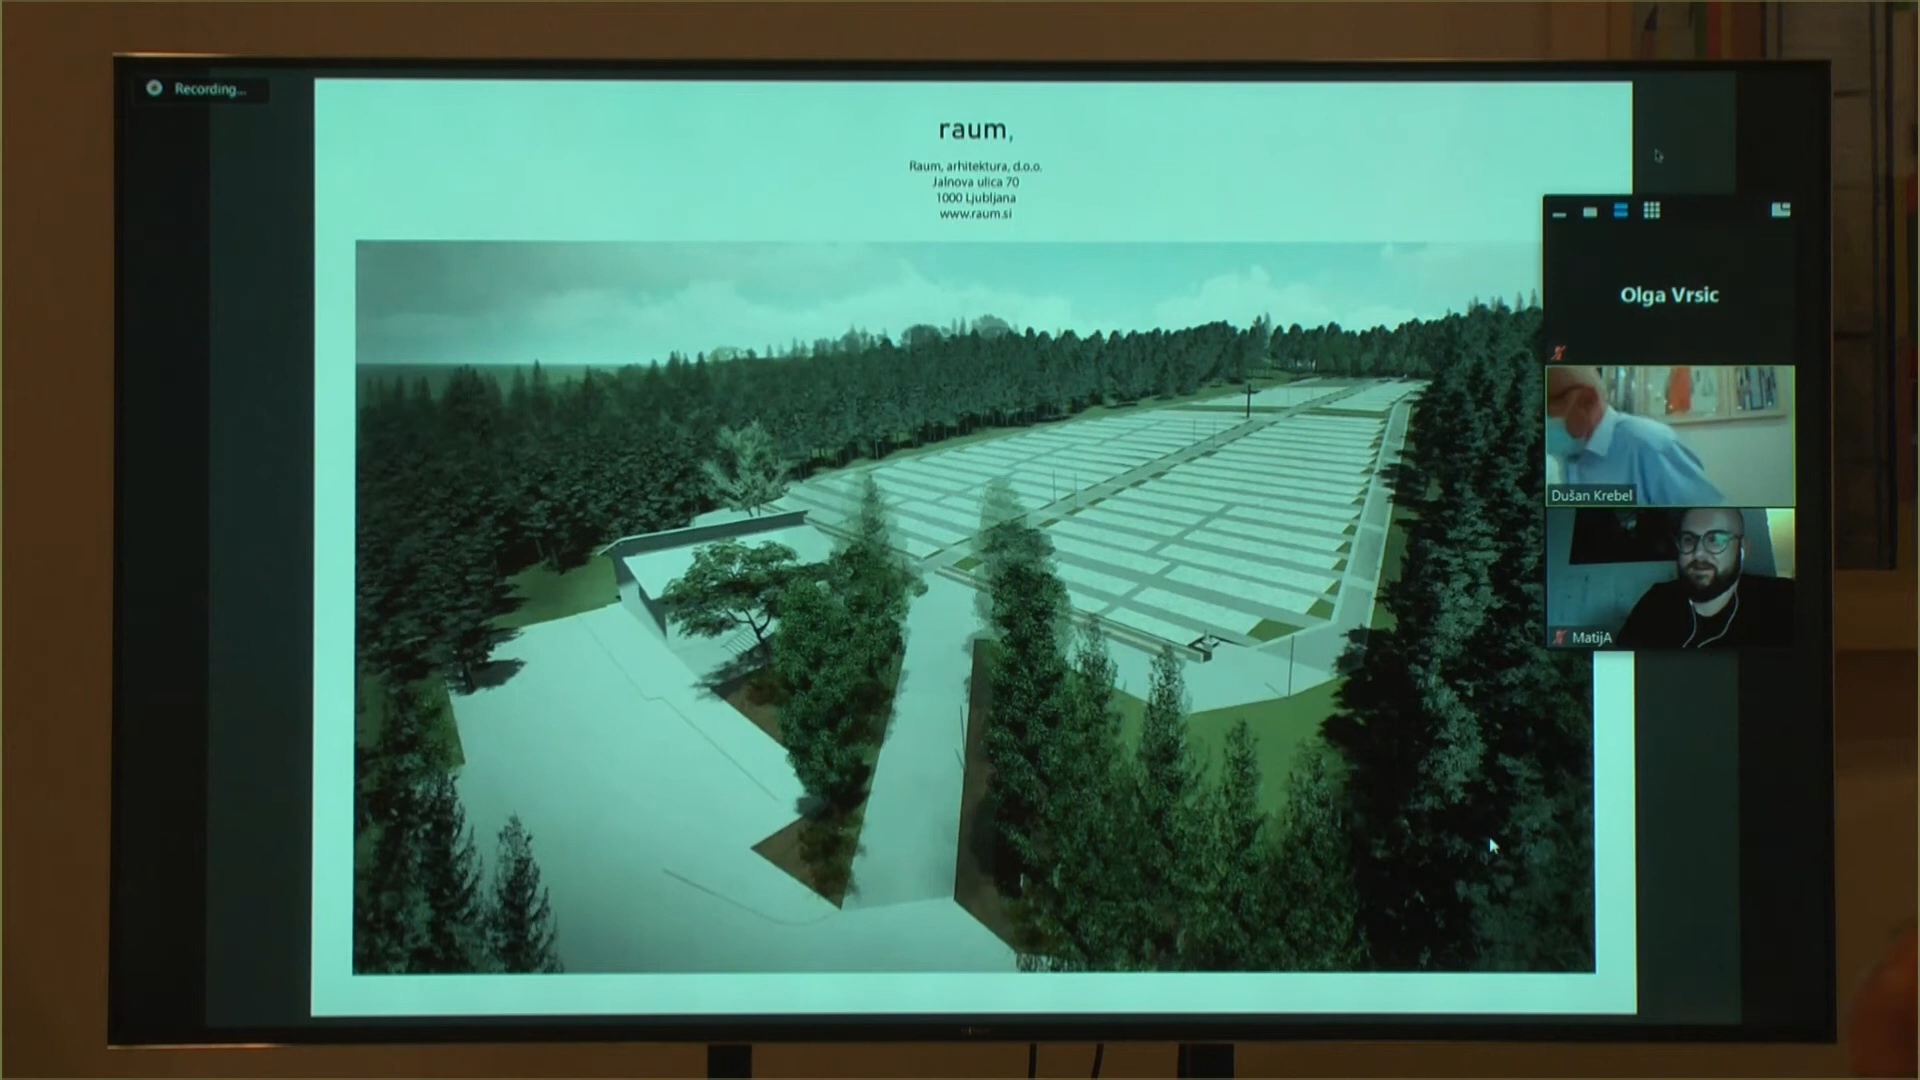 Recording...
raum,
Raum, arhitektura, d.o.o.
Jalnova ulica 70
1000 Ljubljana
www.raum.si
Olga Vrsic
Dušan Krebel
MatijA